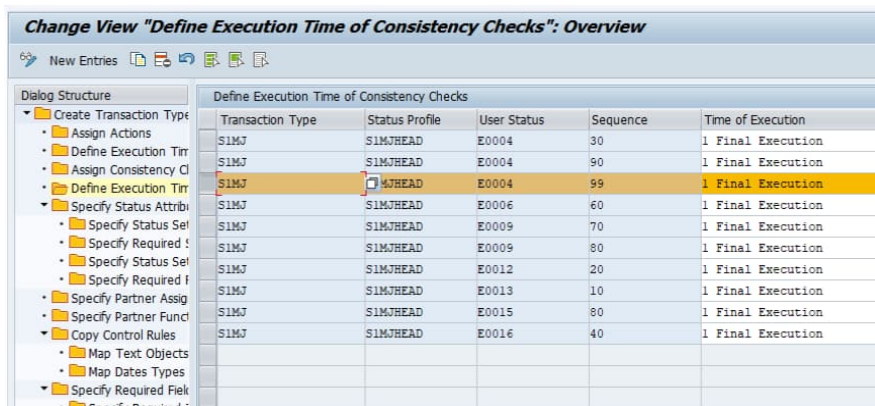 Change View "Define Execution Time of Consistency Checks": Overview
New Entries
Dialog Structure
Create Transaction Type
Assign Actions
Define Execution Tim
Assign Consistency Cl
Define Execution Tim
Specify Status Attribu
Specify Status Set
Specify Required S
Specify Status Set
Specify Required F
Specify Partner Assig
Specify Partner Funct
Copy Control Rules
Map Text Objects
Map Dates Types
Specify Required Field
Define Execution Time of Consistency Checks
Transaction Type Status Profile User Status Sequence Time of Execution
S1MJ S1MJHEAD E0004 30 1 Final Execution
S1MJ S1MJHEAD E0004 90 1 Final Execution
S1MJ MJHEAD E0004 99 1 Final Execution
S1MJ S1MJHEAD E0006 60 1 Final Execution
S1MJ S1MJHEAD E0009 70 1 Final Execution
S1MJ S1MJHEAD E0009 80 1 Final Execution
S1MJ S1MJHEAD E0012 20 1 Final Execution
S1MJ S1MJHEAD E0013 10 1 Final Execution
S1MJ S1MJHEAD E0015 80 1 Final Execution
S1MJ S1MJHEAD E0016 40 1 Final Execution